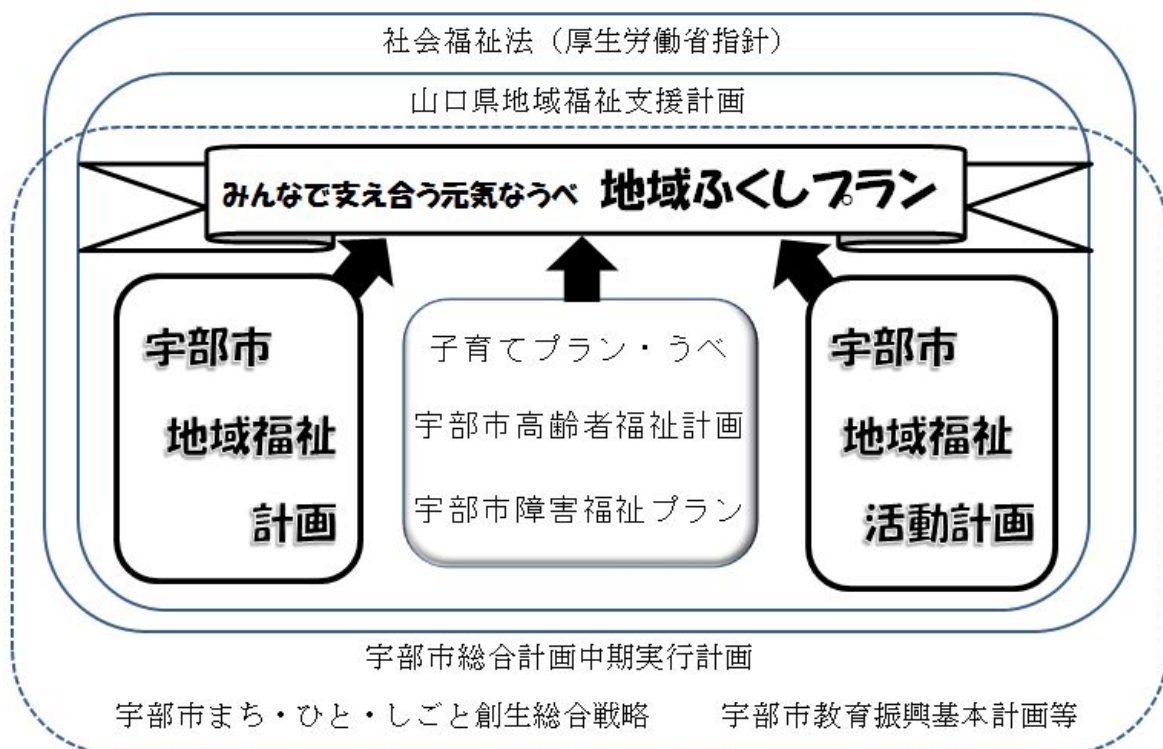 社会福祉法（厚生労働省指針）
山口県地域福祉支援計画
みんなで支え合う元気なうべ 地域ふくしプラン
宇部市
地域福祉
計画
子育てプラン・うべ
宇部市高齢者福祉計画
宇部市障害福祉プラン
宇部市
地域福祉
活動計画
宇部市総合計画中期実行計画
宇部市まち・ひと・しごと創生総合戦略 宇部市教育振興基本計画等